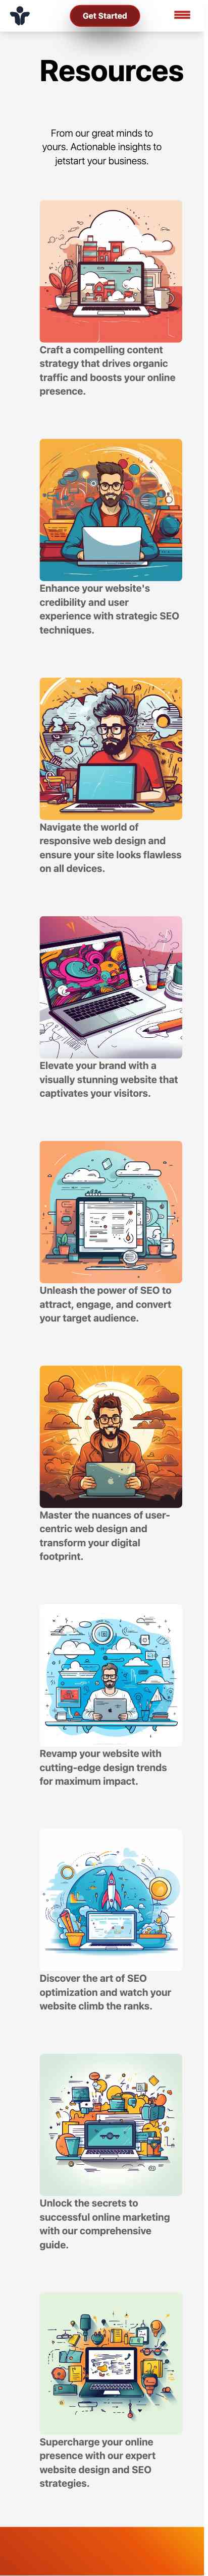 Get Started
Resources
From our great minds to
yours. Actionable insights to
jetstart your business.
Craft a compelling content
strategy that drives organic
traffic and boosts your online
presence.
Enhance your website's
credibility and user
experience with strategic SEO
techniques.
Navigate the world of
responsive web design and
ensure your site looks flawless
on all devices.
Elevate your brand with a
visually stunning website that
captivates your visitors.
Unleash the power of SEO to
attract, engage, and convert
your target audience.
Master the nuances of user-
centric web design and
transform your digital
footprint.
Revamp your website with
cutting-edge design trends
for maximum impact.
Discover the art of SEO
optimization and watch your
website climb the ranks.
Unlock the secrets to
successful online marketing
with our comprehensive
guide.
Supercharge your online
presence with our expert
website design and SEO
strategies.